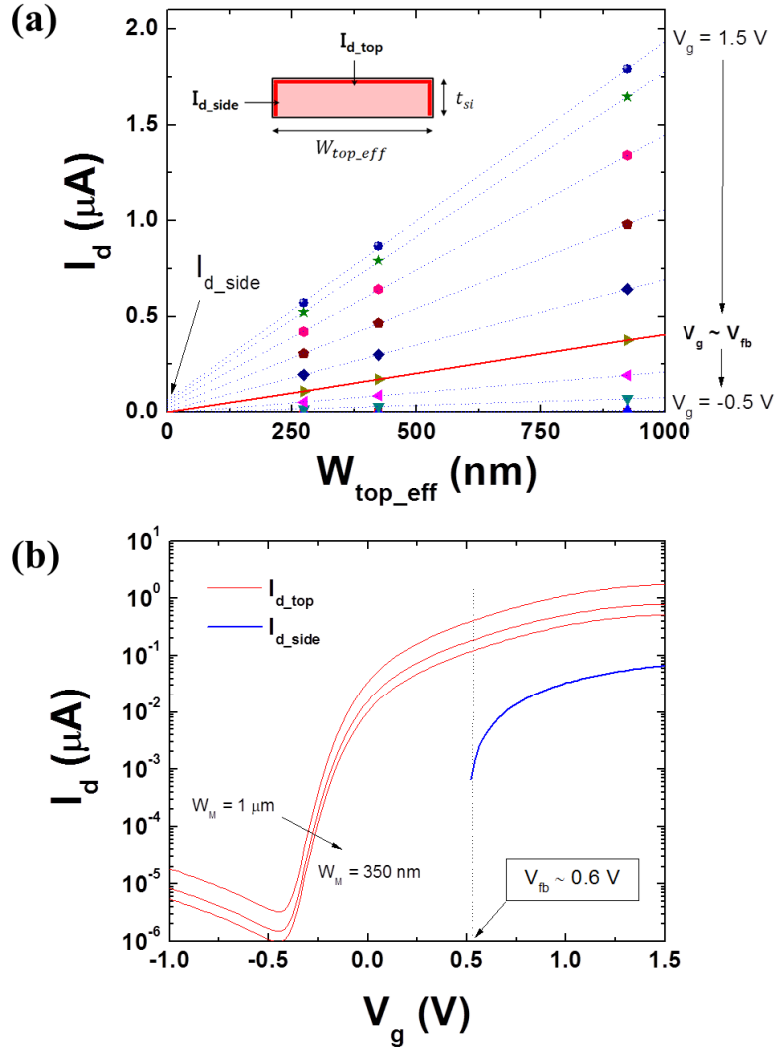 (a)
2.0
1.5
1.0
0.5
0.0
I_d (μA)
I_d_top
I_d_side
t_si
W_top_eff
I_d_side
V_g = 1.5 V
V_g ~ V_fb
V_g = -0.5 V
0 250 500 750 1000
W_top_eff (nm)
(b)
10^1
10^0
10^-1
10^-2
10^-3
10^-4
10^-5
10^-6
I_d (μA)
I_d_top
I_d_side
W_M = 1 μm
W_M = 350 nm
V_fb ~ 0.6 V
-1.0 -0.5 0.0 0.5 1.0 1.5
V_g (V)